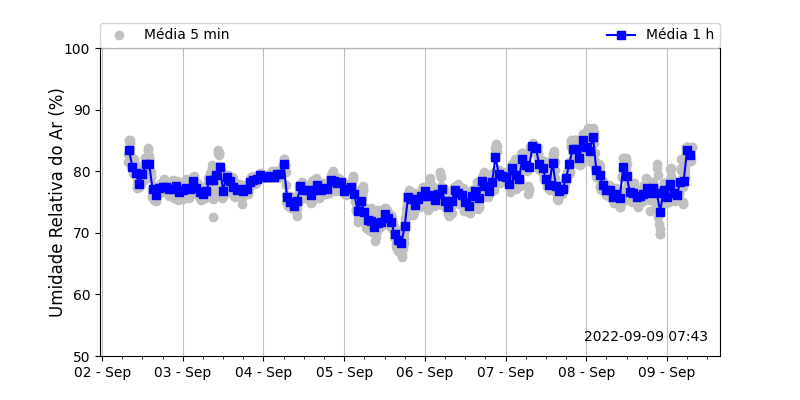 Média 5 min
Média 1 h
100
90
80
70
60
50
Umidade Relativa do Ar (%)
2022-09-09 07:43
02 - Sep
03 - Sep
04 - Sep
05 - Sep
06 - Sep
07 - Sep
08 - Sep
09 - Sep